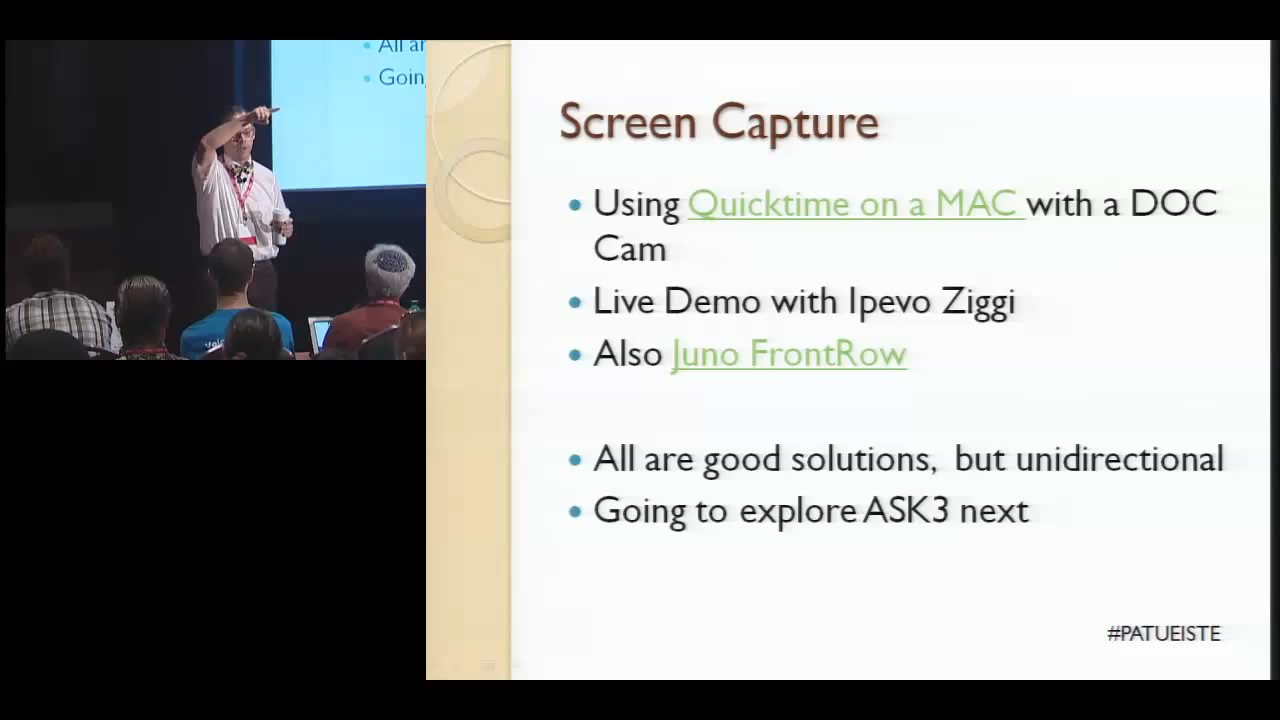 All ar
Goin
Screen Capture
Using Quicktime on a MAC with a DOC
Cam
Live Demo with Ipevo Ziggi
Also Juno FrontRow
All are good solutions, but unidirectional
Going to explore ASK3 next
#PATUEISTE